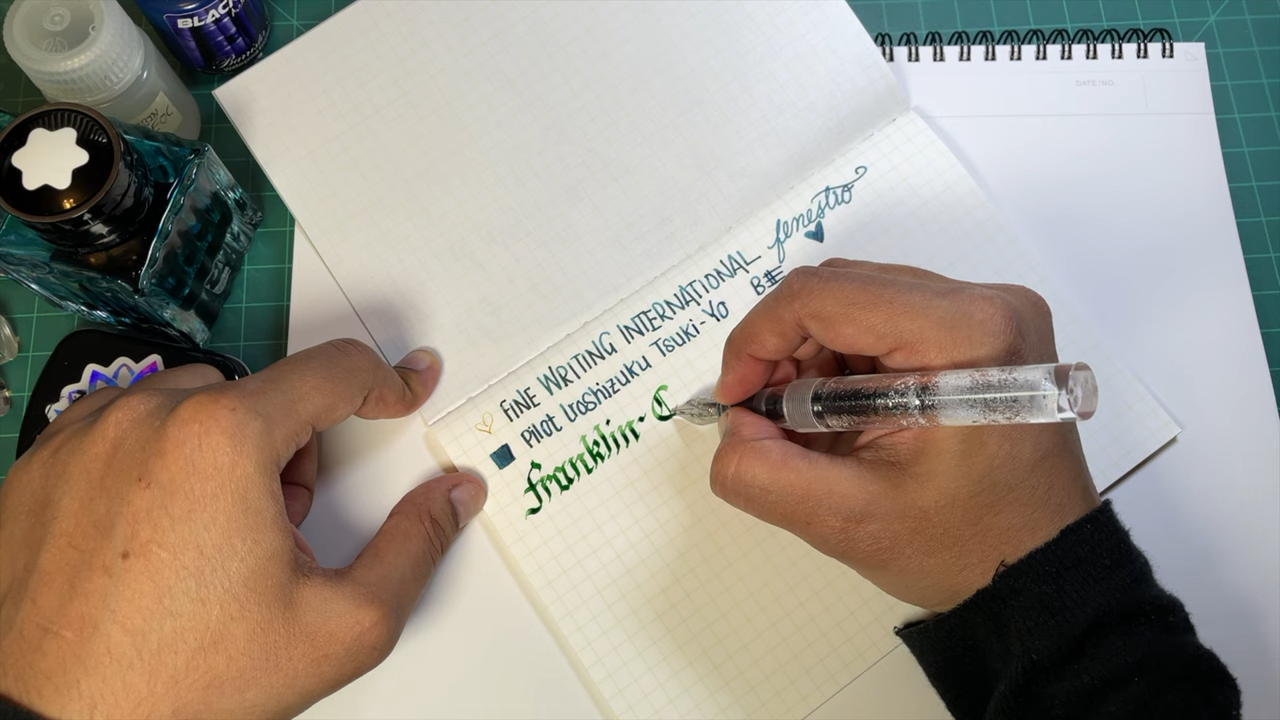 BLACK
DATE/NO.
FINE WRITING INTERNATIONAL fenestro
Pilot Iroshizuku Tsuki-Yo B
franklin-C